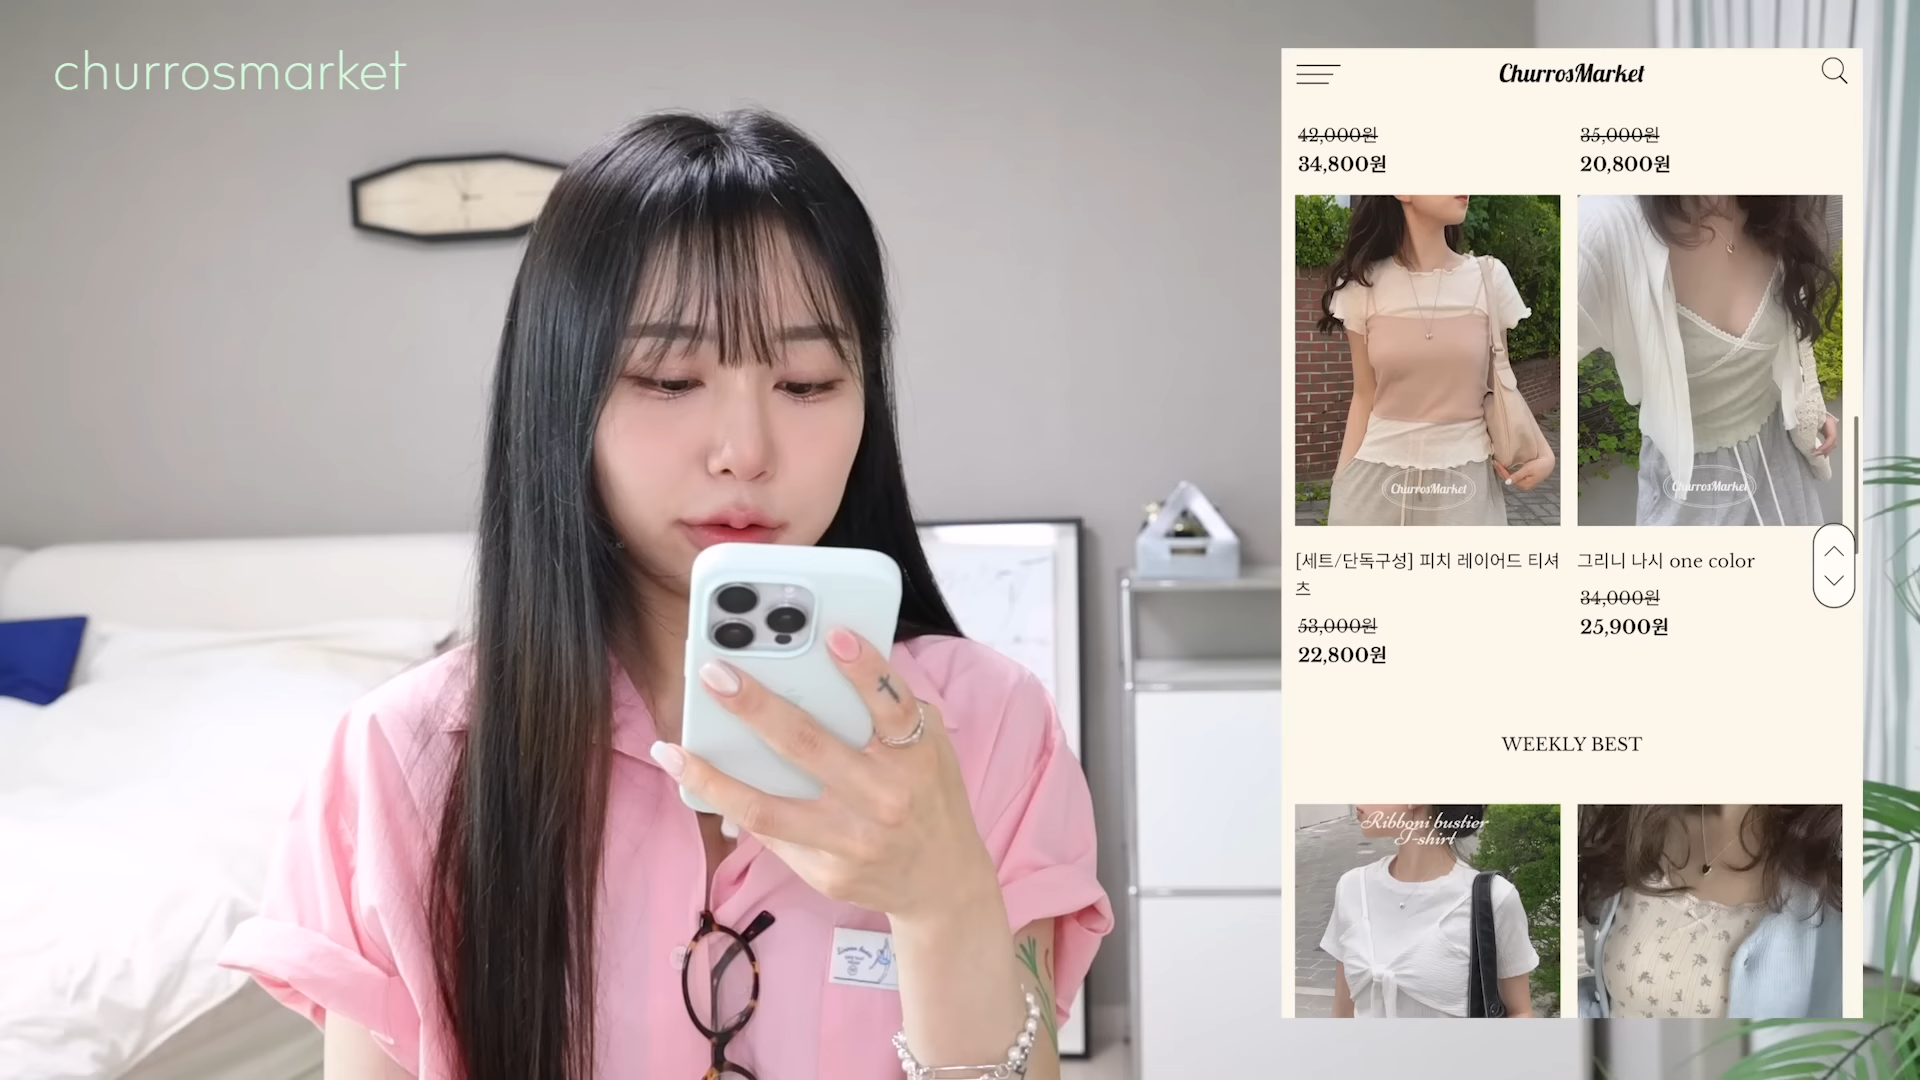 churrosmarket
ChurrosMarket
42,000원
34,800원
35,000원
20,800원
ChurrosMarket
ChurrosMarket
[세트/단독구성] 피치 레이어드 티셔
츠
53,000원
22,800원
그리니 나시 one color
34,000원
25,900원
WEEKLY BEST
Ribboni bustier
T-shirt